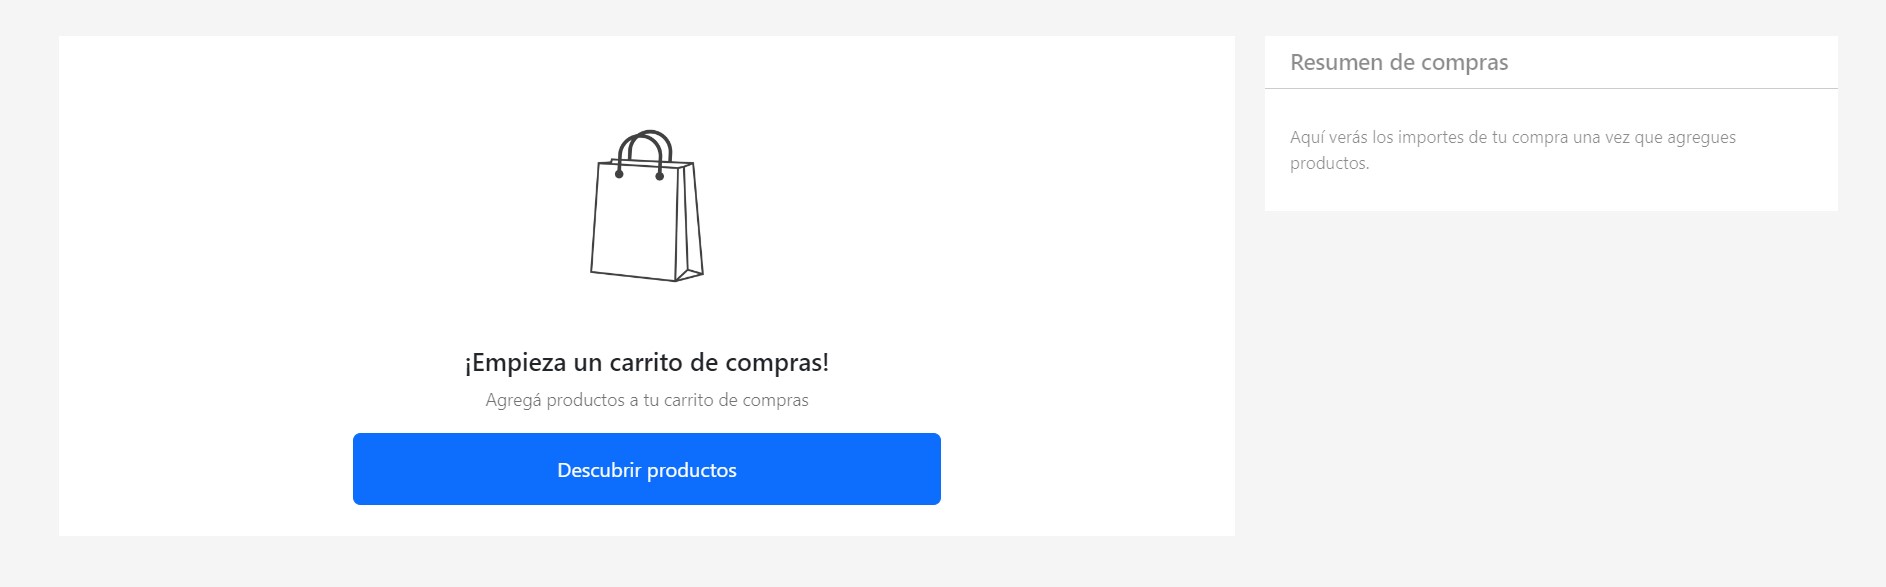 ¡Empieza un carrito de compras!
Agregá productos a tu carrito de compras
Descubrir productos
Resumen de compras
Aquí verás los importes de tu compra una vez que agregues
productos.